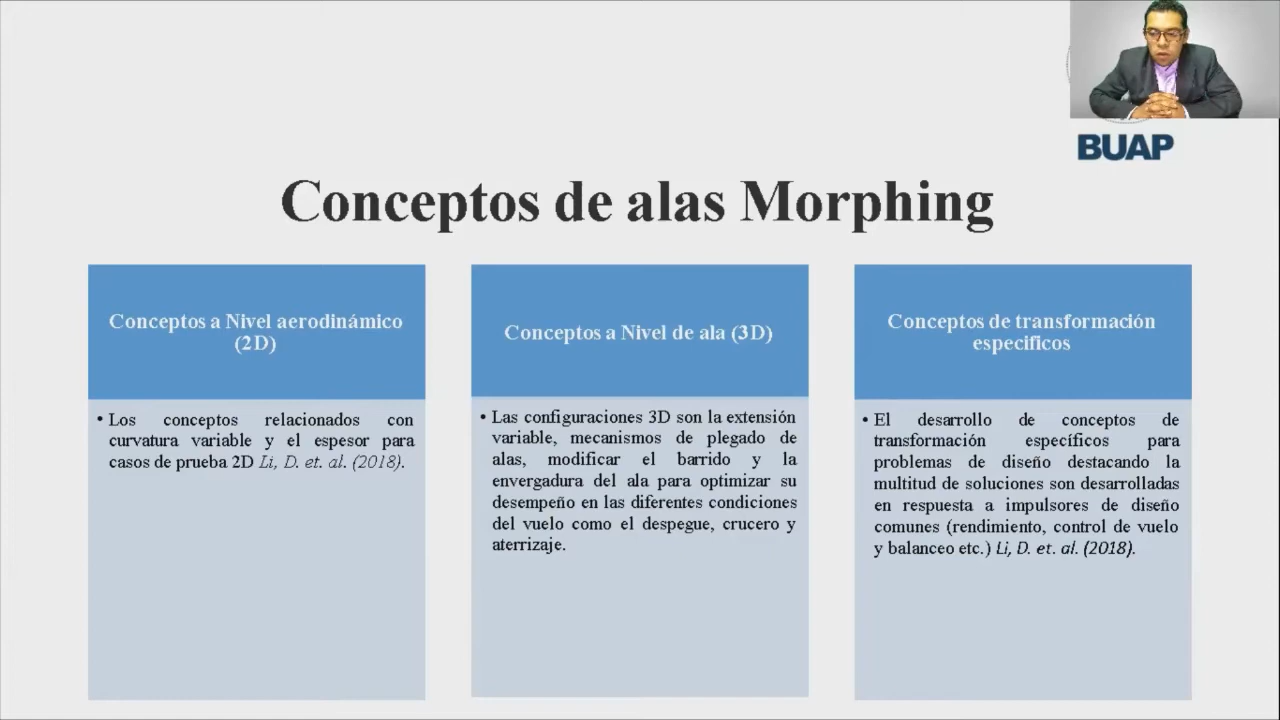 BUAP
Conceptos de alas Morphing
Conceptos a Nivel aerodinámico
(2D)
• Los conceptos relacionados con
curvatura variable y el espesor para
casos de prueba 2D Li, D. et. al. (2018).
Conceptos a Nivel de ala (3D)
• Las configuraciones 3D son la extensión
variable, mecanismos de plegado de
alas, modificar el barrido y la
envergadura del ala para optimizar su
desempeño en las diferentes condiciones
del vuelo como el despegue, crucero y
aterrizaje.
Conceptos de transformación
especificos
• El desarrollo de conceptos de
transformación específicos para
problemas de diseño destacando la
multitud de soluciones son desarrolladas
en respuesta a impulsores de diseño
comunes (rendimiento, control de vuelo
y balanceo etc.) Li, D. et. al. (2018).